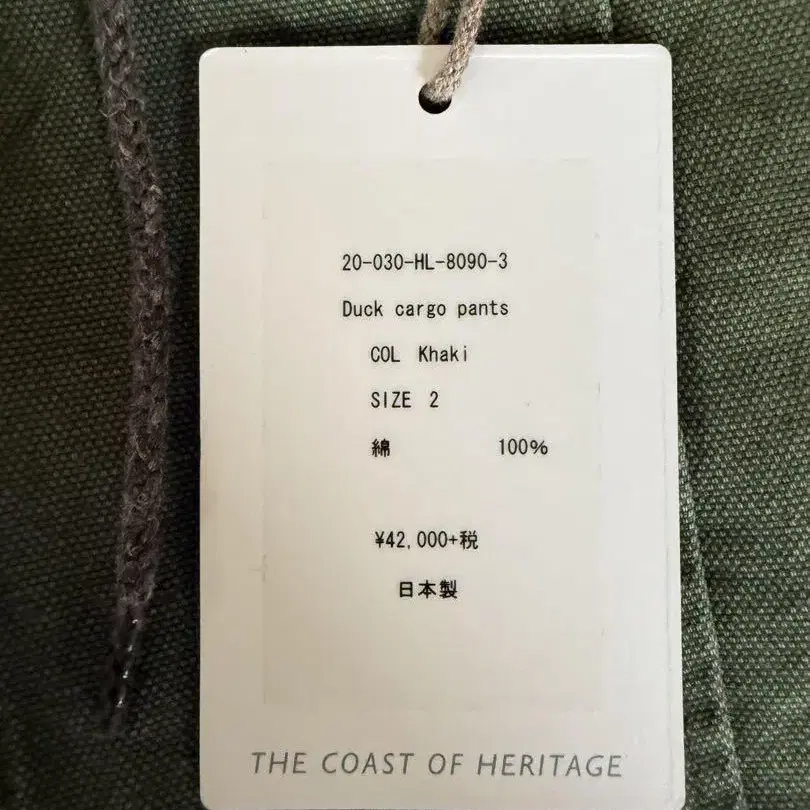 20-030-HL-8090-3
Duck cargo pants
COL Khaki
SIZE 2
綿 100%
¥42,000+税
日本製
THE COAST OF HERITAGE